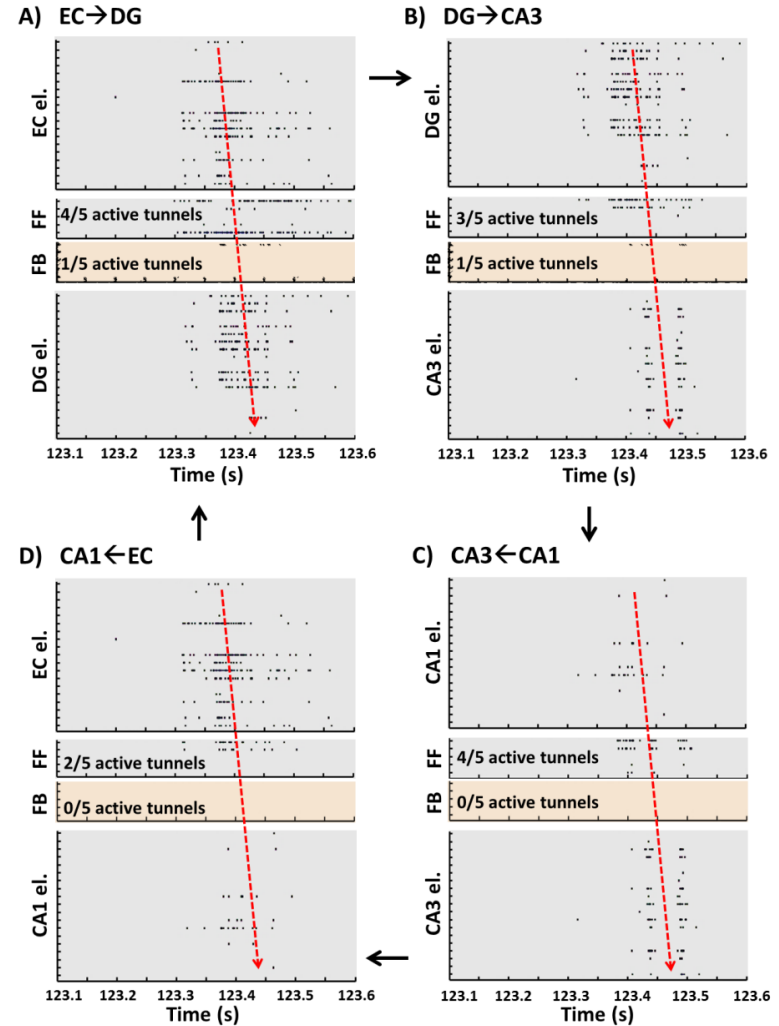 A) EC→DG
EC el.
FF
4/5 active tunnels
FB
1/5 active tunnels
DG el.
123.1 123.2 123.3 123.4 123.5 123.6
Time (s)
B) DG→CA3
DG el.
FF
3/5 active tunnels
FB
1/5 active tunnels
CA3 el.
123.1 123.2 123.3 123.4 123.5 123.6
Time (s)
D) CA1←EC
EC el.
FF
2/5 active tunnels
FB
0/5 active tunnels
CA1 el.
123.1 123.2 123.3 123.4 123.5 123.6
Time (s)
C) CA3←CA1
CA1 el.
FF
4/5 active tunnels
FB
0/5 active tunnels
CA3 el.
123.1 123.2 123.3 123.4 123.5 123.6
Time (s)